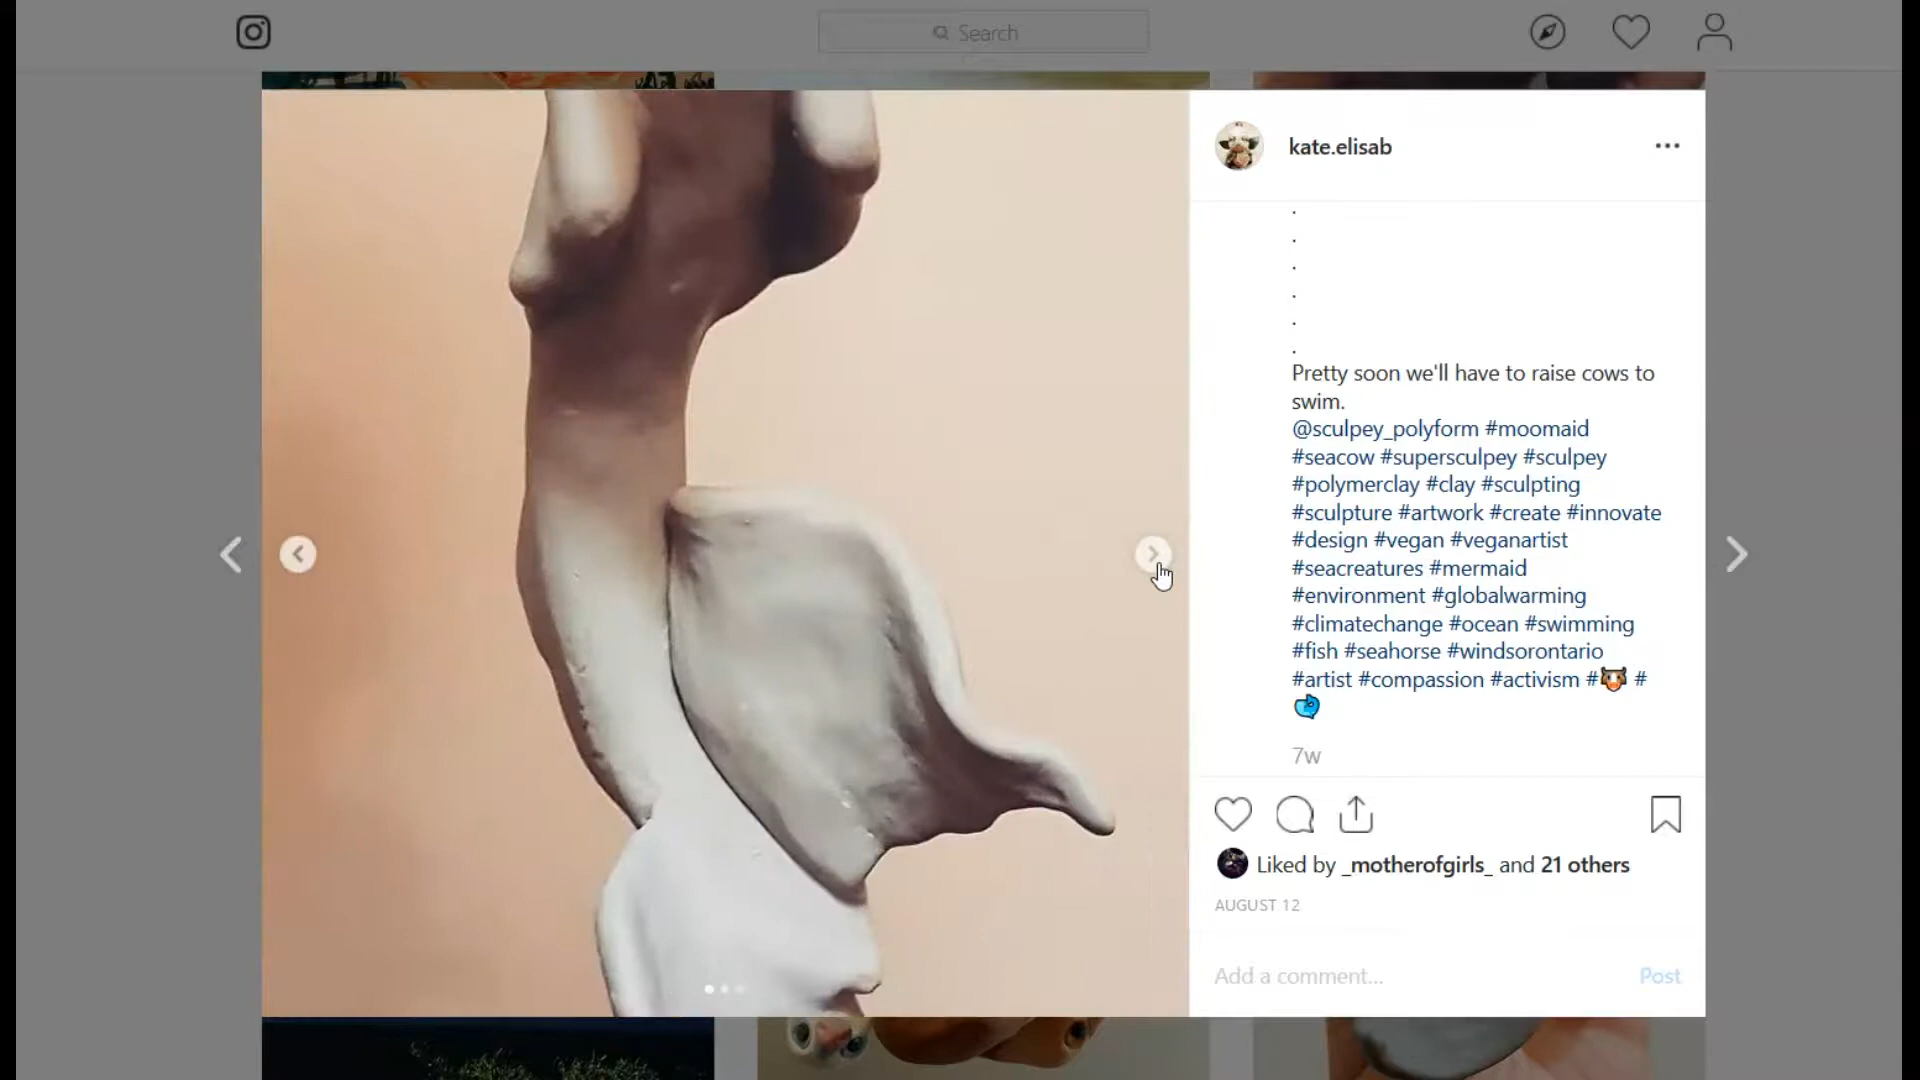 Search
kate.elisab
.
.
.
.
.
.
Pretty soon we'll have to raise cows to
swim.
@sculpey_polyform #moomaid
#seacow #supersculpey #sculpey
#polymerclay #clay #sculpting
#sculpture #artwork #create #innovate
#design #vegan #veganartist
#seacreatures #mermaid
#environment #globalwarming
#climatechange #ocean #swimming
#fish #seahorse #windsorontario
#artist #compassion #activism #🐮 #
🐳
7w
Liked by _motherofgirls_ and 21 others
AUGUST 12
Add a comment... Post